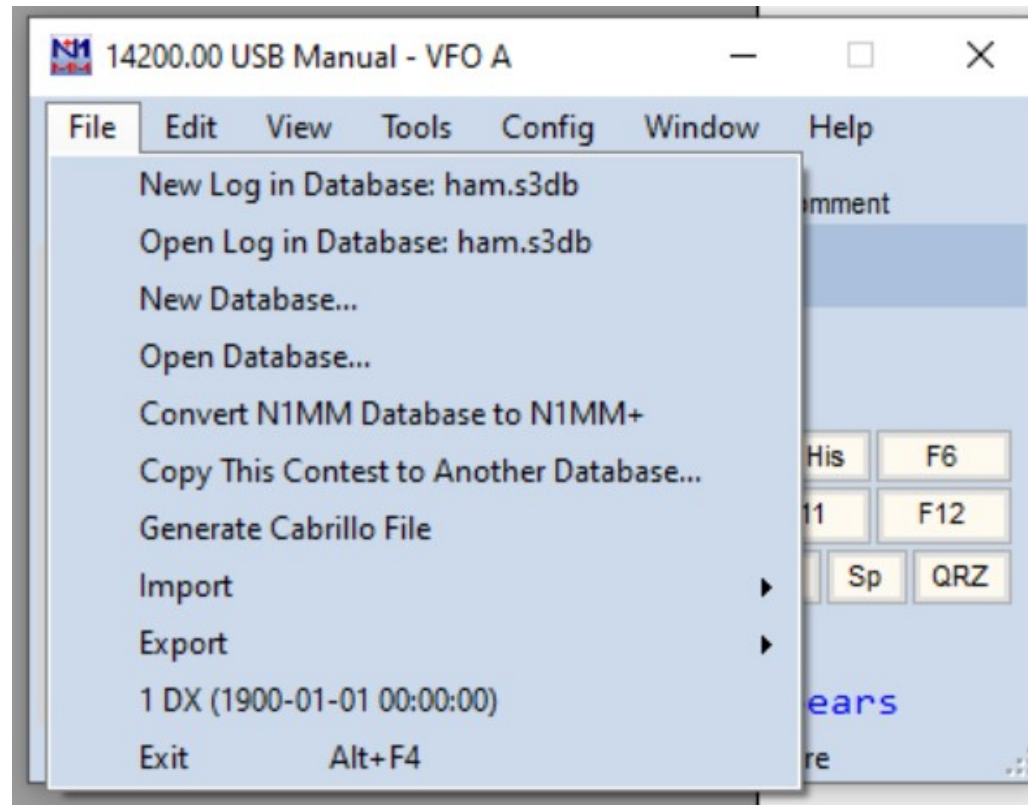 N1 MM 14200.00 USB Manual - VFO A
File Edit View Tools Config Window Help
New Log in Database: ham.s3db
omment
Open Log in Database: ham.s3db
New Database...
Open Database...
Convert N1MM Database to N1MM+
Copy This Contest to Another Database...
His F6
Generate Cabrillo File
11 F12
Import
Sp QRZ
Export
1 DX (1900-01-01 00:00:00)
ears
Exit Alt+F4
re